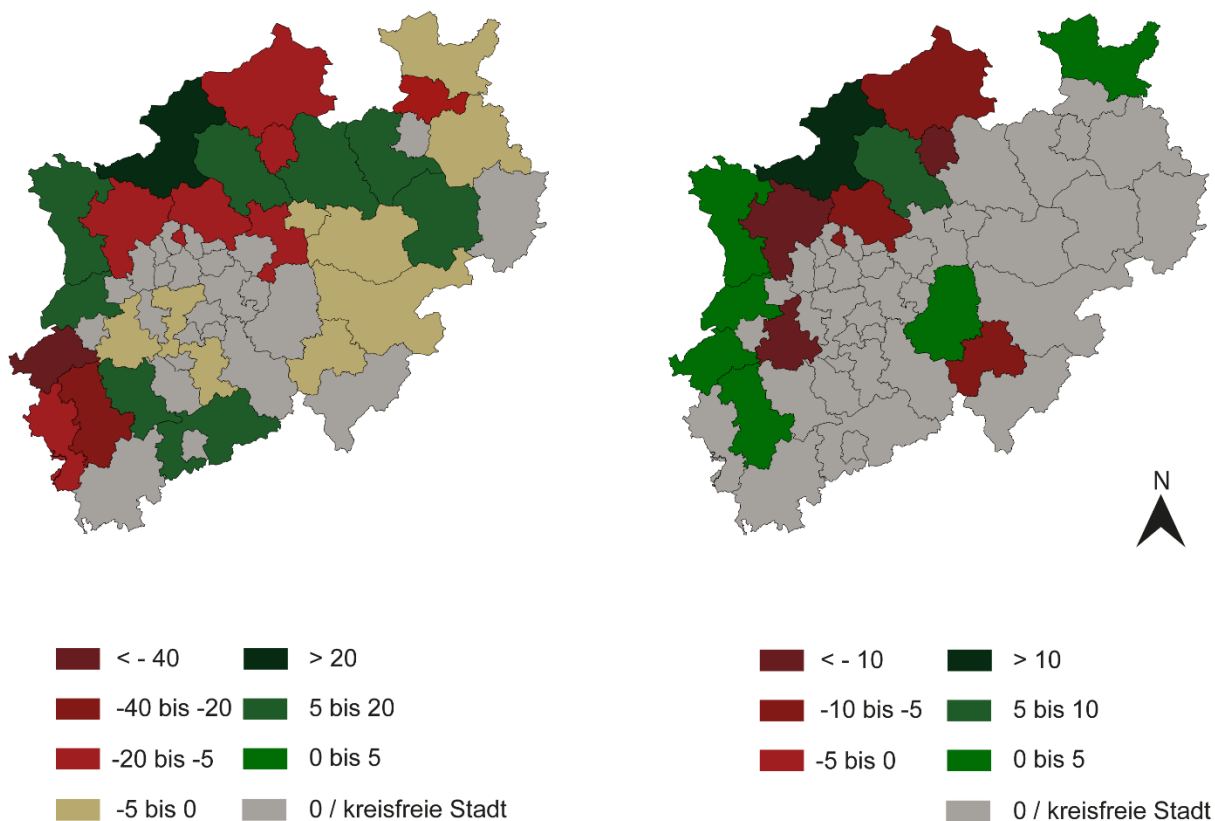 N
< - 40
> 20
-40 bis -20
5 bis 20
-20 bis -5
0 bis 5
-5 bis 0
0 / kreisfreie Stadt
< - 10
> 10
-10 bis -5
5 bis 10
-5 bis 0
0 bis 5
0 / kreisfreie Stadt